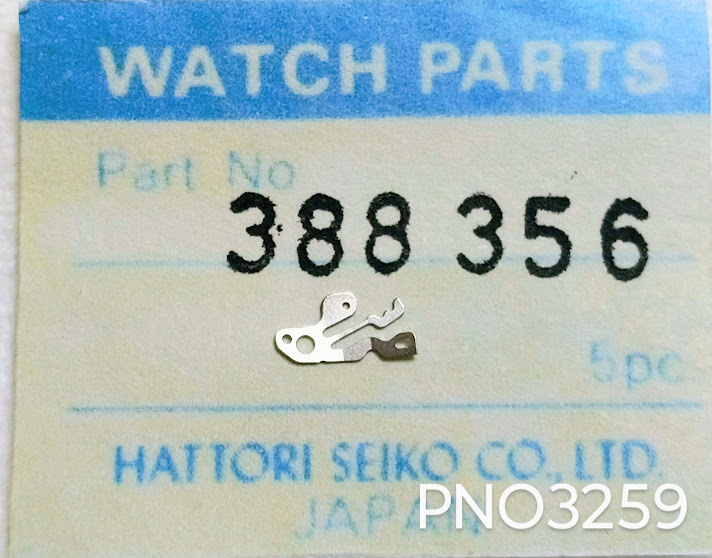 WATCH PARTS
Part No
388 356
5pc
HATTORI SEIKO CO., LTD.
JAPAN
PNO3259